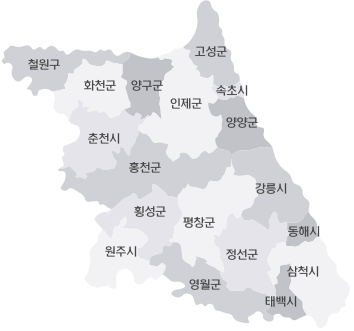 고성군
철원구
화천군
양구군
속초시
인제군
양양군
춘천시
홍천군
강릉시
횡성군
평창군
동해시
원주시
정선군
삼척시
영월군
태백시